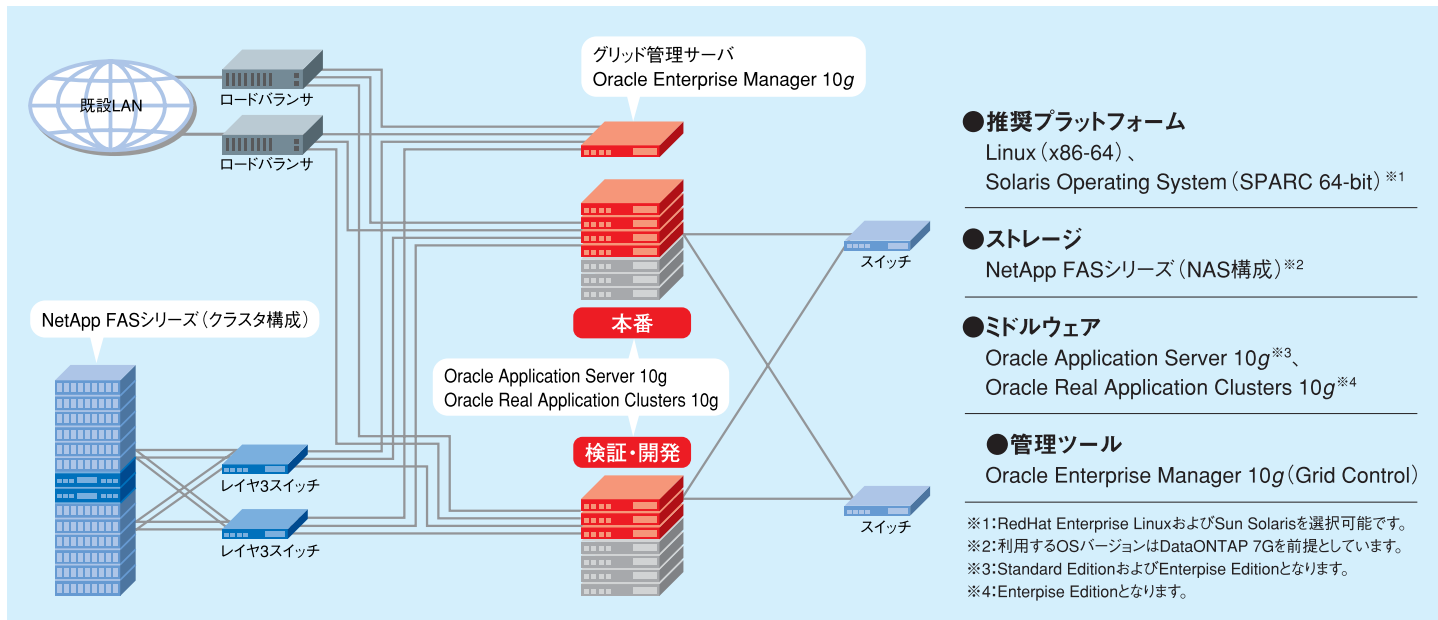 既設LAN
ロードバランサ
ロードバランサ
グリッド管理サーバ
Oracle Enterprise Manager 10g
NetApp FASシリーズ（クラスタ構成）
本番
Oracle Application Server 10g
Oracle Real Application Clusters 10g
検証・開発
レイヤ3スイッチ
レイヤ3スイッチ
スイッチ
スイッチ
●推奨プラットフォーム
Linux（x86-64）、
Solaris Operating System（SPARC 64-bit）※1
●ストレージ
NetApp FASシリーズ（NAS構成）※2
●ミドルウェア
Oracle Application Server 10g※3、
Oracle Real Application Clusters 10g※4
●管理ツール
Oracle Enterprise Manager 10g（Grid Control）
※1：RedHat Enterprise LinuxおよびSun Solarisを選択可能です。
※2：利用するOSバージョンはDataONTAP 7Gを前提としています。
※3：Standard EditionおよびEnterpise Editionとなります。
※4：Enterpise Editionとなります。